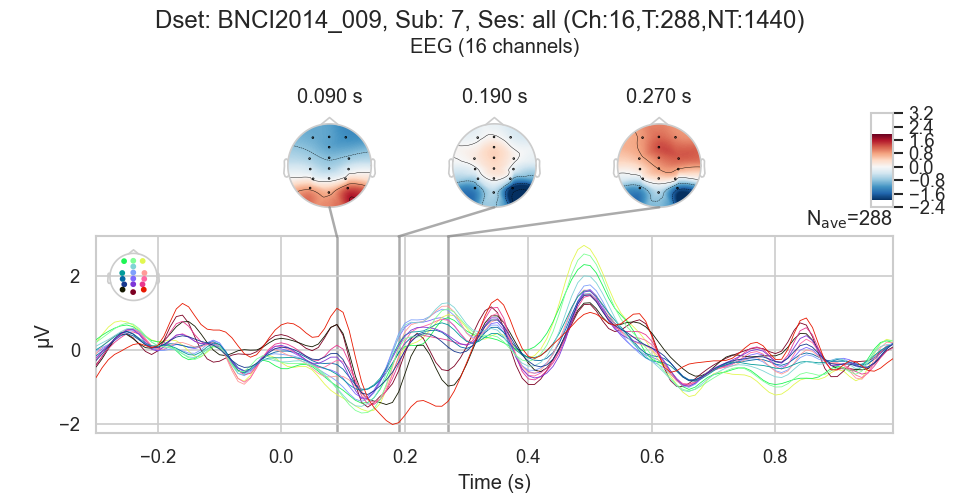 Dset: BNCI2014_009, Sub: 7, Ses: all (Ch:16,T:288,NT:1440)
EEG (16 channels)
0.090 s 0.190 s 0.270 s
3.2
2.4
1.6
0.8
0.0
−0.8
−1.6
−2.4
Nave=288
2
0
−2
µV
−0.2 0.0 0.2 0.4 0.6 0.8
Time (s)